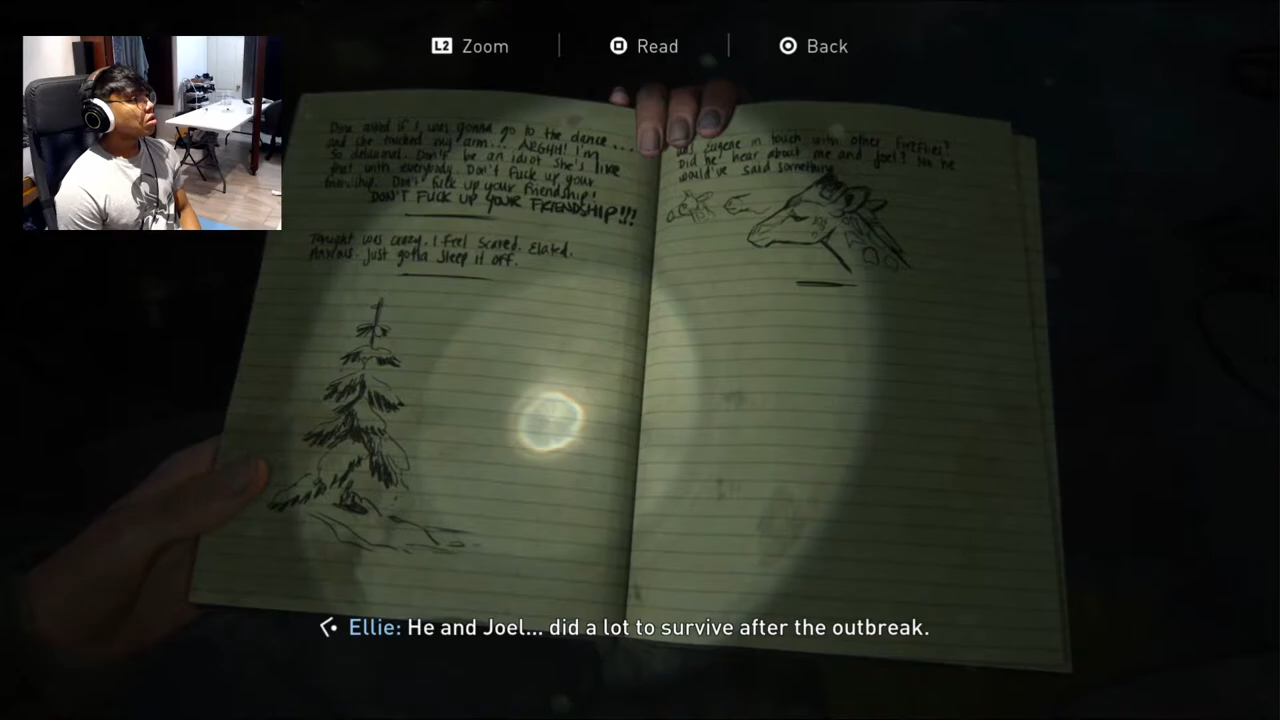 L2 Zoom
Read
Back
Dina asked if I was gonna go to the dance...
and she touched my arm... ARGHH! I'm
so delusional. Don't be an idiot she's like
that with everybody. Don't fuck up your
friendship. Don't fuck up your friendship.
DON'T FUCK UP YOUR FRIENDSHIP!!!
Tonight was crazy. I feel scared. Elated.
Anxious. Just gotta sleep it off.
Eugene in touch with other fireflies?
Did he hear about me and Joel? No he
would've said something.
Ellie: He and Joel... did a lot to survive after the outbreak.